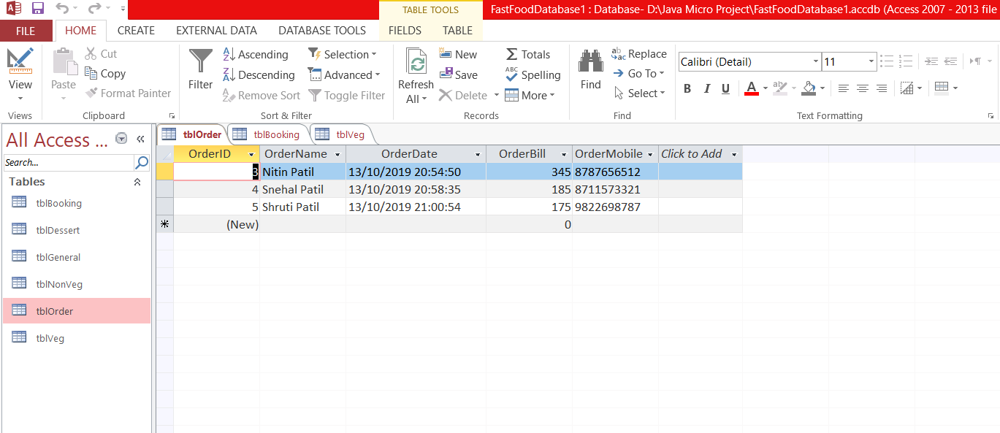 TABLE TOOLS FastFoodDatabase1 : Database- D:\Java Micro Project\FastFoodDatabase1.accdb (Access 2007 - 2013 file
FILE HOME CREATE EXTERNAL DATA DATABASE TOOLS FIELDS TABLE
View
Views
Paste
Cut
Copy
Format Painter
Clipboard
Filter
Ascending
Descending
Remove Sort
Selection
Advanced
Toggle Filter
Sort & Filter
Refresh
All
New
Save
Delete
Totals
Spelling
More
Records
Find
Replace
Go To
Select
Find
Calibri (Detail) 11
B I U A
Text Formatting
All Access ...
Search...
Tables
tblBooking
tblDessert
tblGeneral
tblNonVeg
tblOrder
tblVeg
tblOrder tblBooking tblVeg
OrderID OrderName OrderDate OrderBill OrderMobile Click to Add
3 Nitin Patil 13/10/2019 20:54:50 345 8787656512
4 Snehal Patil 13/10/2019 20:58:35 185 8711573321
5 Shruti Patil 13/10/2019 21:00:54 175 9822698787
(New) 0